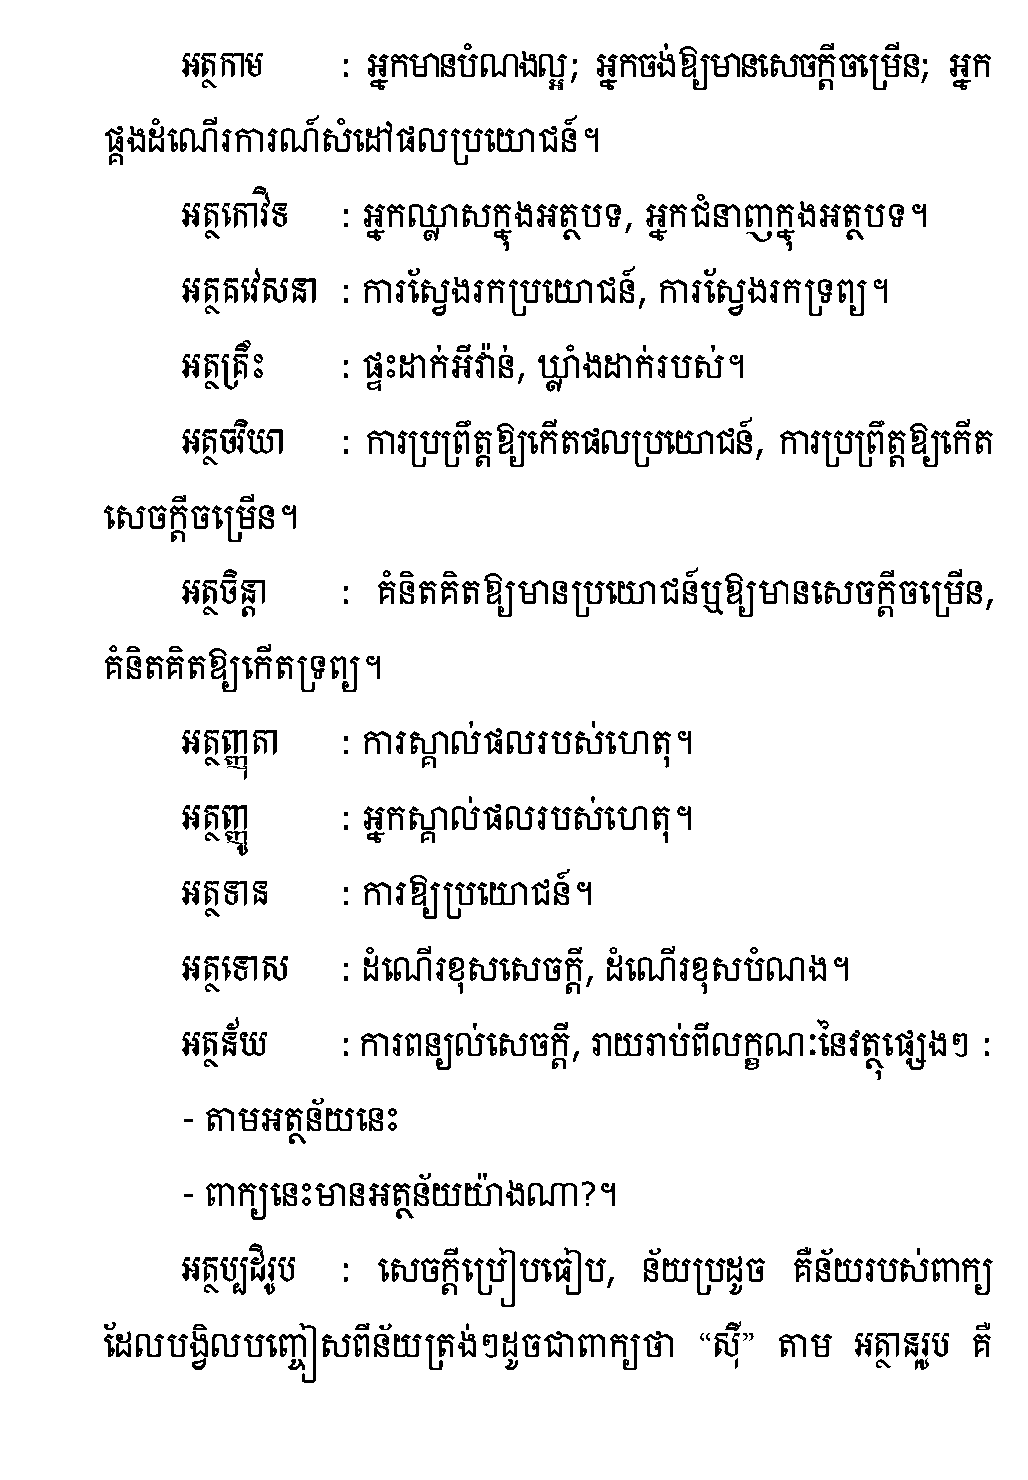 អត្ថកាម : អ្នកមានបំណងល្អ; អ្នកចង់ឱ្យមានសេចក្តីចម្រើន; អ្នក
ផ្គងដំណើរការណ៍សំដៅផលប្រយោជន៍។
អត្ថកោវិទ : អ្នកឈ្លាសក្នុងអត្ថបទ, អ្នកជំនាញក្នុងអត្ថបទ។
អត្ថគវេសនា : ការស្វែងរកប្រយោជន៍, ការស្វែងរកទ្រព្យ។
អត្ថគ្រឹះ : ផ្ទះដាក់អីវ៉ាន់, ឃ្លាំងដាក់របស់។
អត្ថចរិយា : ការប្រព្រឹត្តឱ្យកើតផលប្រយោជន៍, ការប្រព្រឹត្តឱ្យកើត
សេចក្តីចម្រើន។
អត្ថចិន្តា : គំនិតគិតឱ្យមានប្រយោជន៍ឬឱ្យមានសេចក្តីចម្រើន,
គំនិតគិតឱ្យកើតទ្រព្យ។
អត្ថញ្ញុតា : ការស្គាល់ផលរបស់ហេតុ។
អត្ថញ្ញូ : អ្នកស្គាល់ផលរបស់ហេតុ។
អត្ថទាន : ការឱ្យប្រយោជន៍។
អត្ថទោស : ដំណើរខុសសេចក្តី, ដំណើរខុសបំណង។
អត្ថន័យ : ការពន្យល់សេចក្តី, រាយរាប់ពីលក្ខណៈនៃវត្ថុផ្សេងៗ :
- តាមអត្ថន័យនេះ
- ពាក្យនេះមានអត្ថន័យយ៉ាងណា?។
អត្ថប្បដិរូប : សេចក្តីប្រៀបធៀប, ន័យប្រដូច គឺន័យរបស់ពាក្យ
ដែលបង្វិលបញ្ចៀសពីន័យត្រង់ៗដូចជាពាក្យថា “ស៊ី” តាម អត្ថានុរូប គឺ